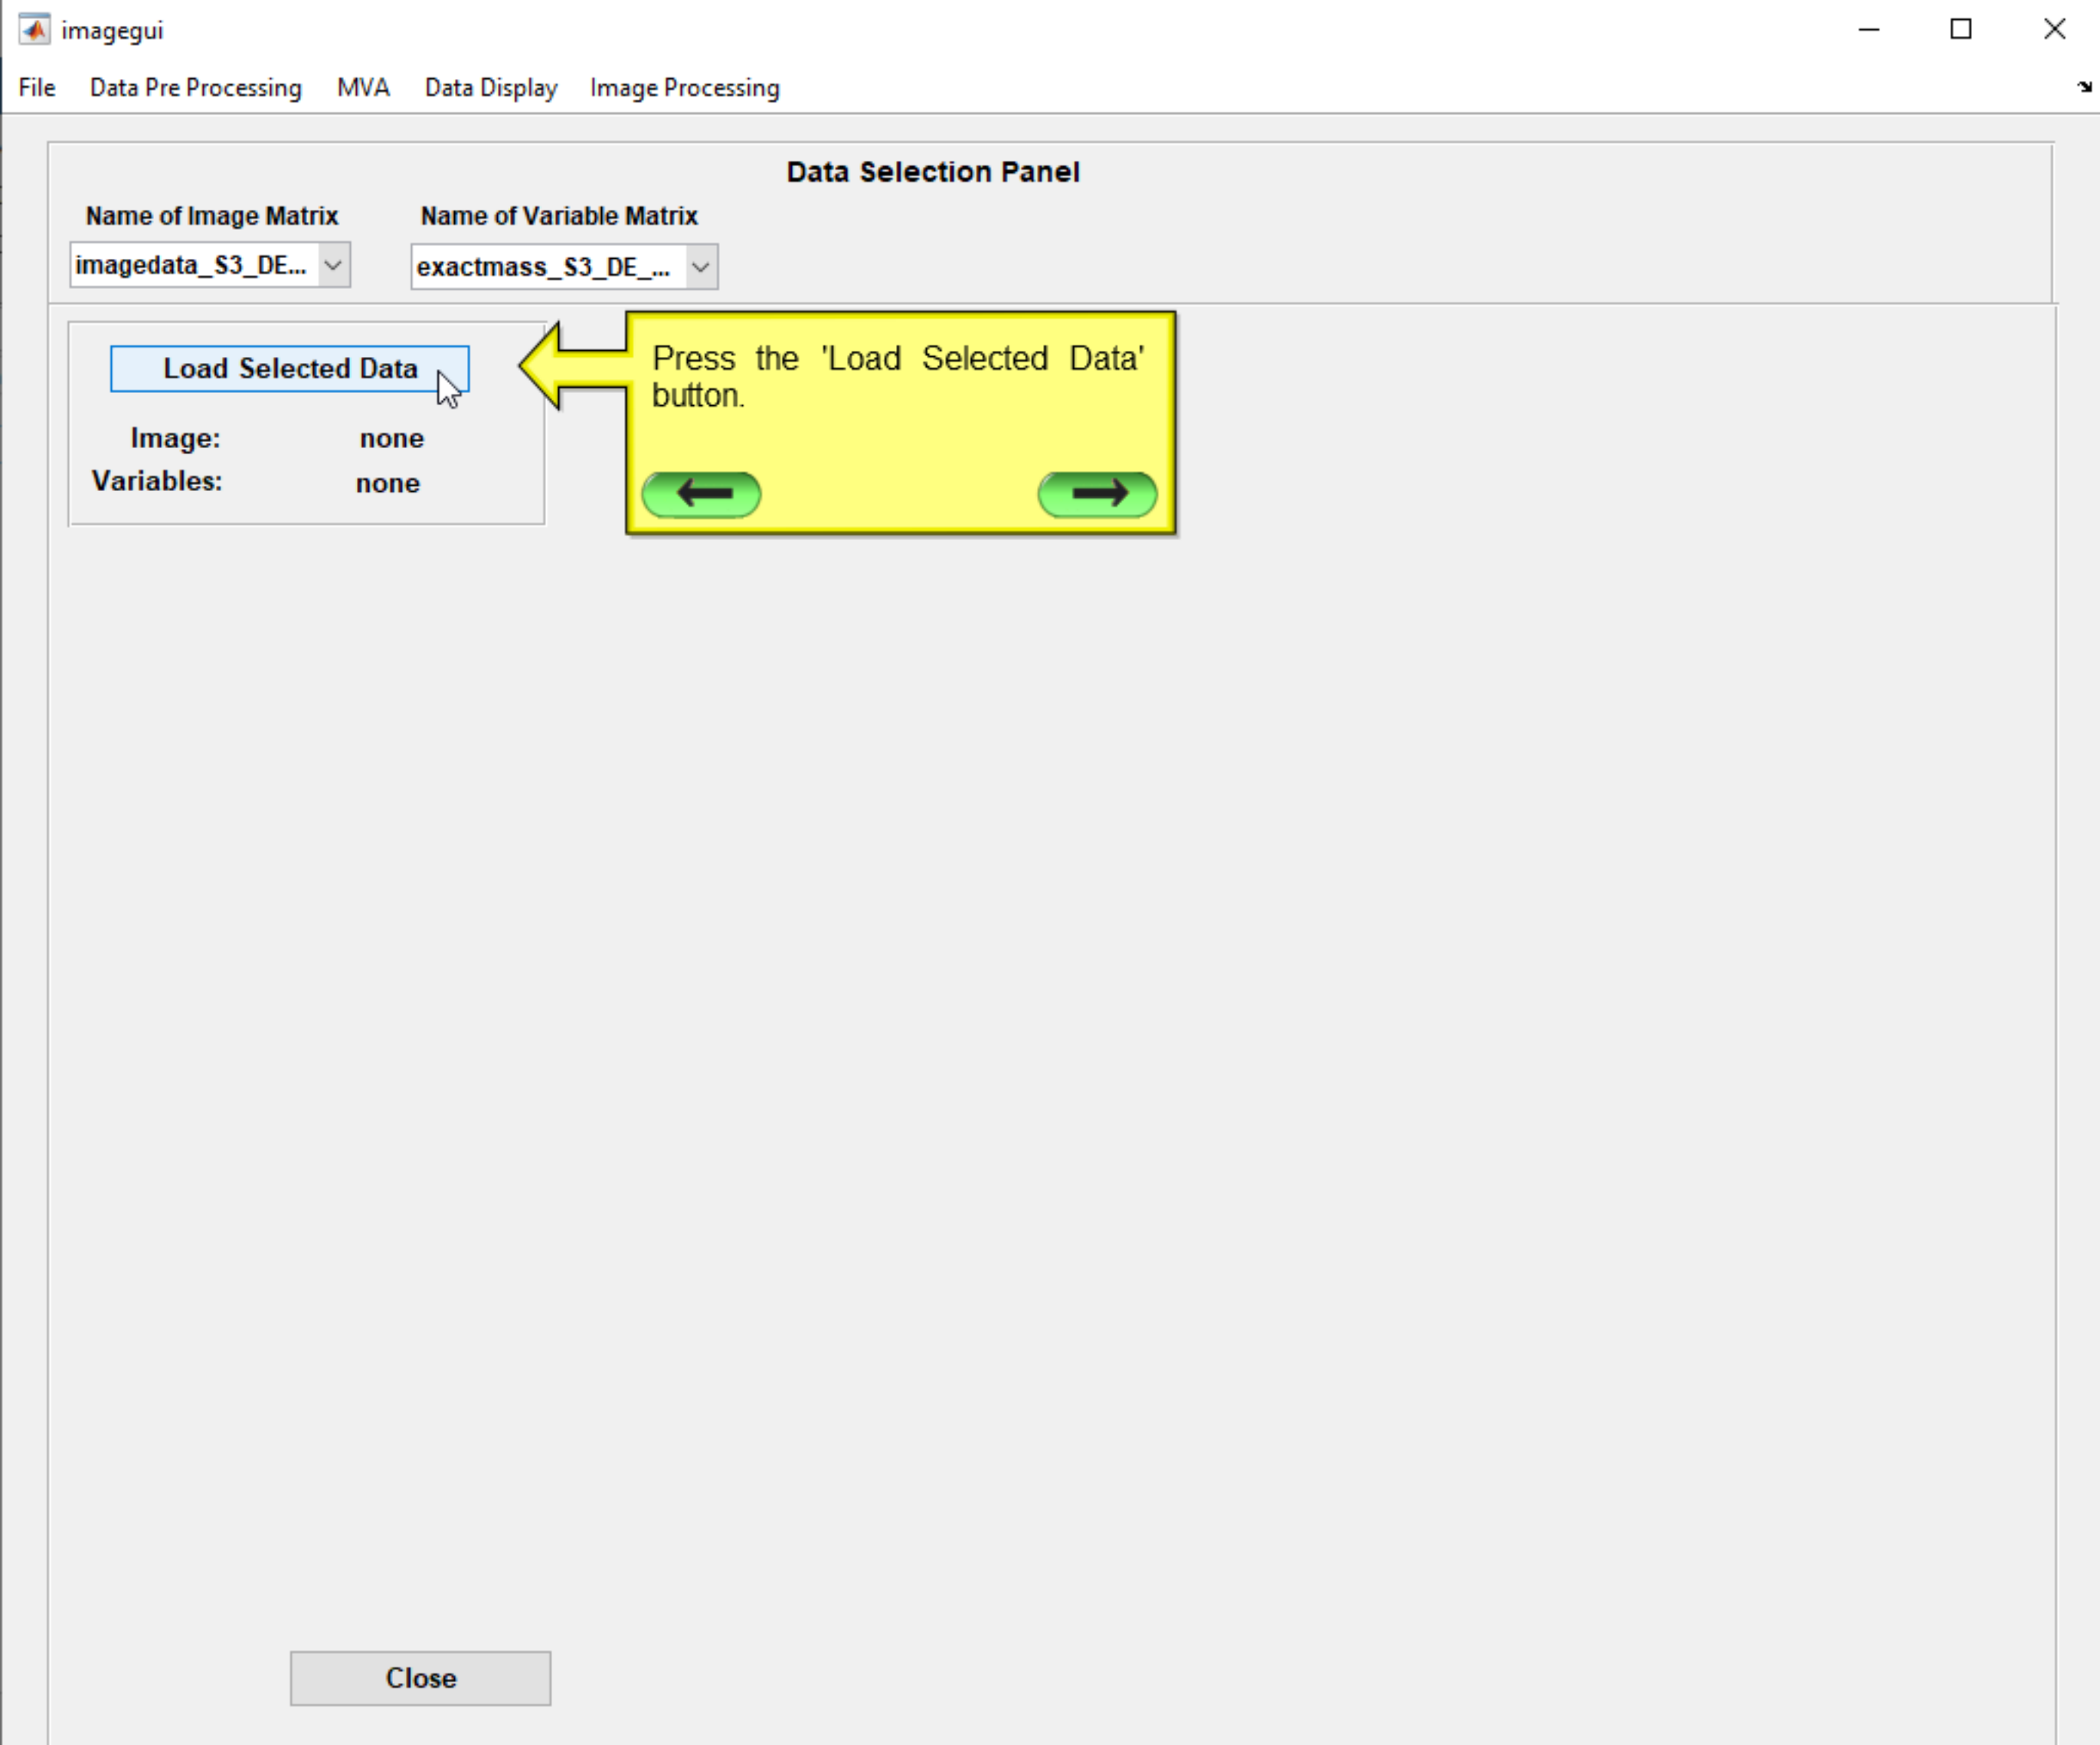 imagegui
File Data Pre Processing MVA Data Display Image Processing
Data Selection Panel
Name of Image Matrix Name of Variable Matrix
imagedata_S3_DE... exactmass_S3_DE_...
Load Selected Data
Image: none
Variables: none
Press the 'Load Selected Data'
button.
Close